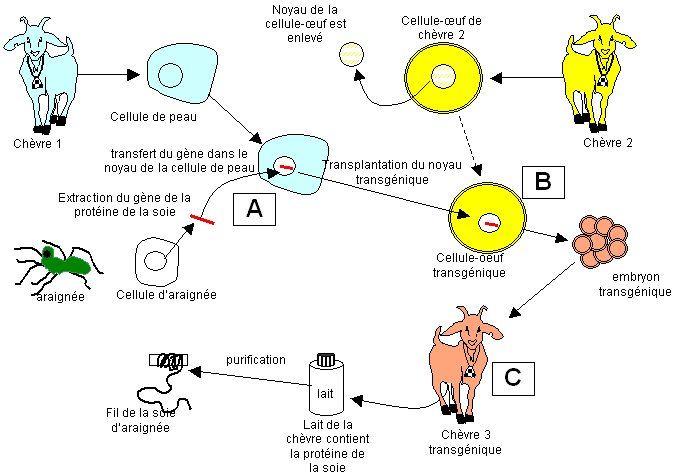 Noyau de la
cellule-œuf est
enlevé
Cellule-œuf de
chèvre 2
Chèvre 1
Cellule de peau
Chèvre 2
transfert du gène dans le
noyau de la cellule de peau
Transplantation du noyau
transgénique
Extraction du gène de la
protéine de la soie
A
B
araignée
Cellule d'araignée
Cellule-oeuf
transgénique
embryon
transgénique
purification
lait
C
Fil de la soie
d'araignée
Lait de la
chèvre contient
la protéine de
la soie
Chèvre 3
transgénique